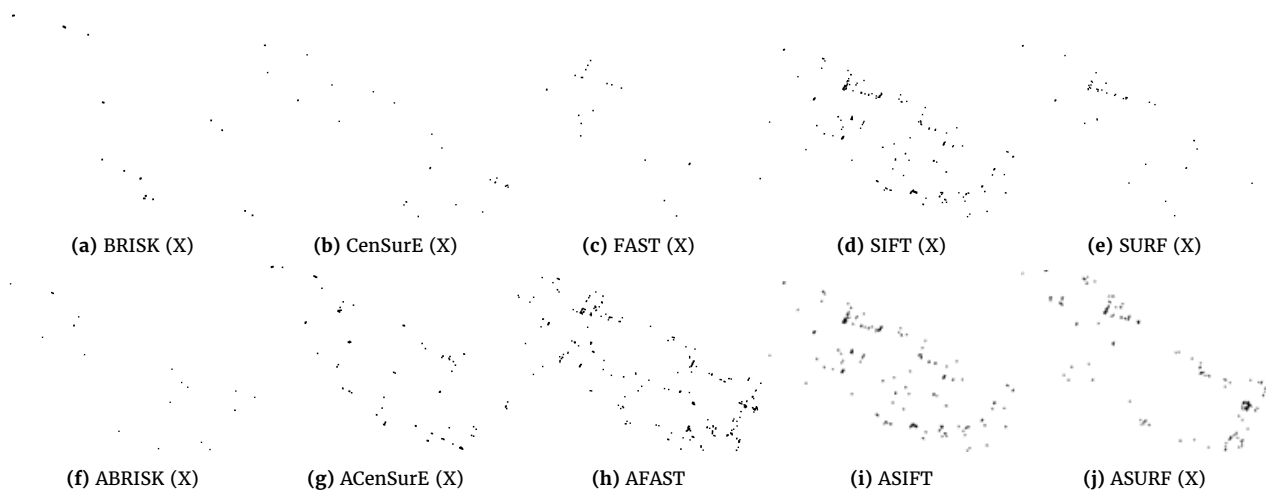 (a) BRISK (X)
(b) CenSurE (X)
(c) FAST (X)
(d) SIFT (X)
(e) SURF (X)
(f) ABRISK (X)
(g) ACenSurE (X)
(h) AFAST
(i) ASIFT
(j) ASURF (X)